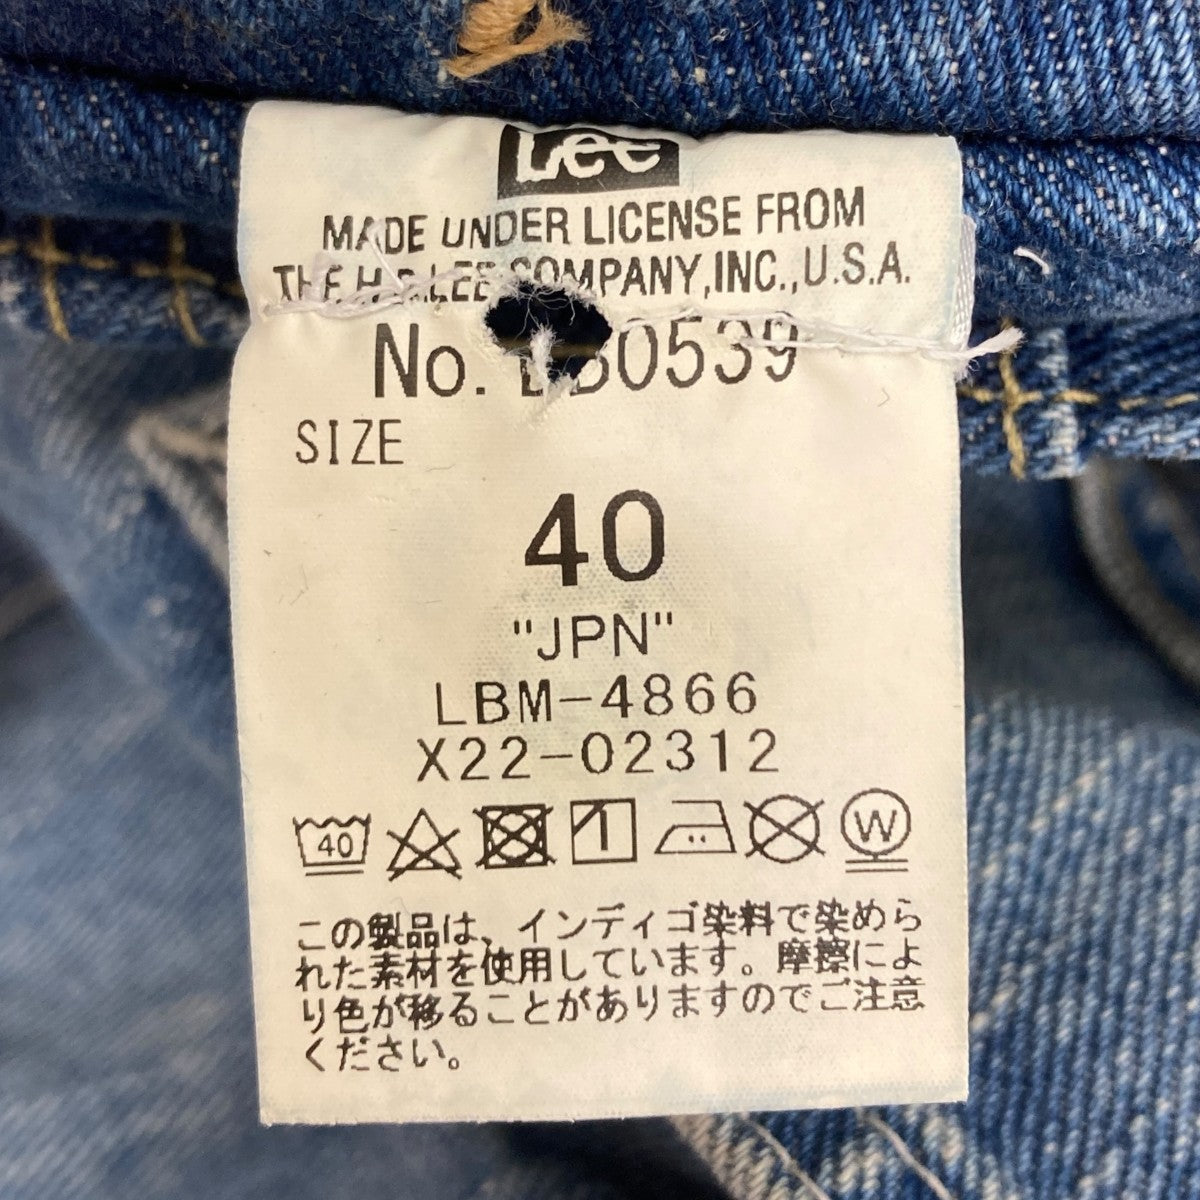 Lee
MADE UNDER LICENSE FROM
THE H.D.LEE COMPANY,INC.,U.S.A.
No. 0539
SIZE
40
"JPN"
LBM-4866
X22-02312
40 W
この製品は、インディゴ染料で染めら
れた素材を使用しています。摩擦によ
り色が移ることがありますのでご注意
ください。